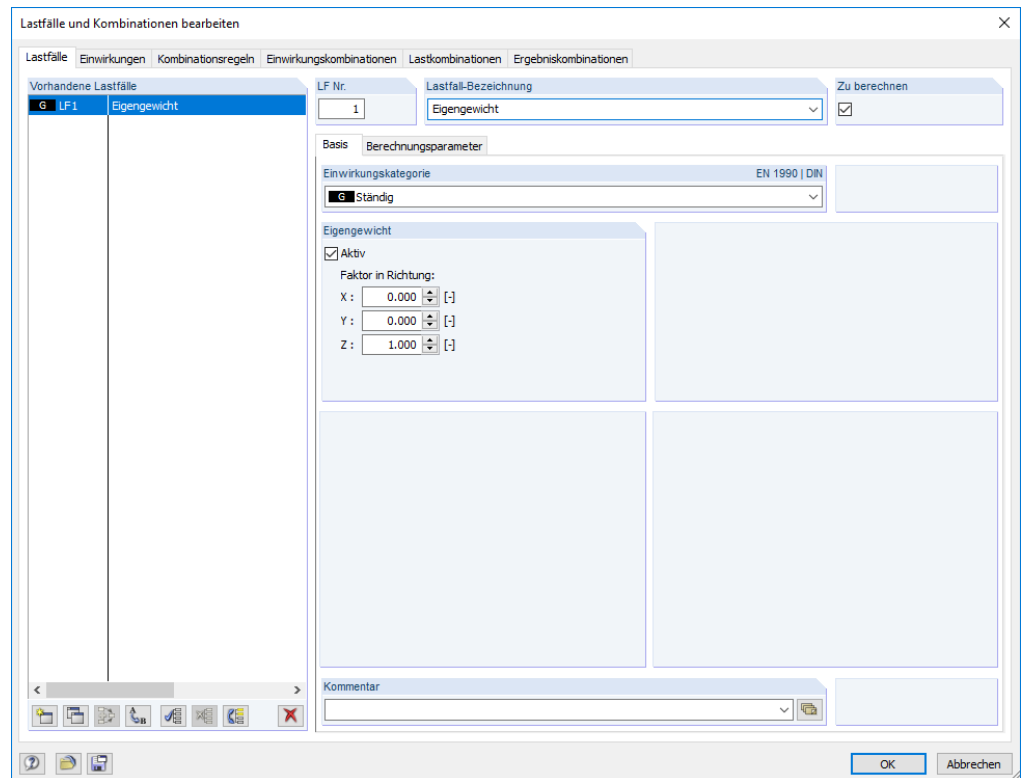 Lastfälle und Kombinationen bearbeiten
Lastfälle Einwirkungen Kombinationsregeln Einwirkungskombinationen Lastkombinationen Ergebniskombinationen
Vorhandene Lastfälle
G LF1 Eigengewicht
LF Nr.
1
Lastfall-Bezeichnung
Eigengewicht
Zu berechnen
Basis Berechnungsparameter
Einwirkungskategorie EN 1990 | DIN
G Ständig
Eigengewicht
Aktiv
Faktor in Richtung:
X : 0.000 [-]
Y : 0.000 [-]
Z : 1.000 [-]
Kommentar
OK Abbrechen